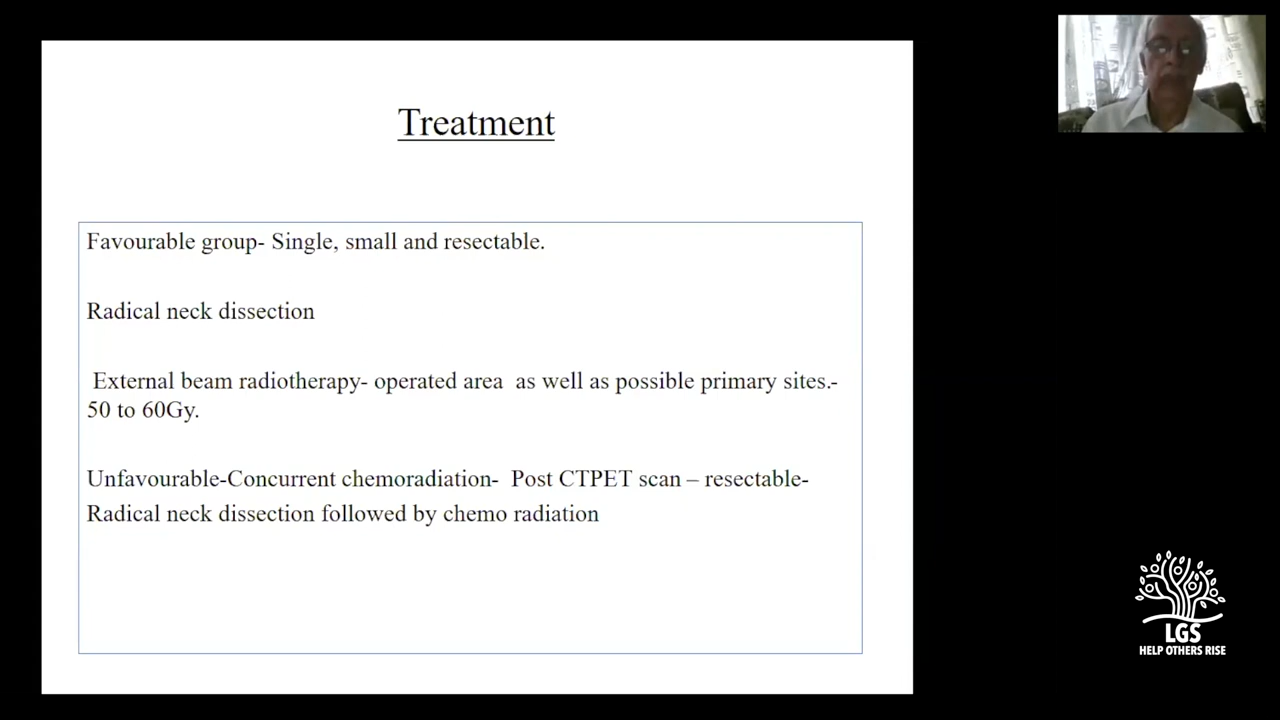 Treatment
Favourable group- Single, small and resectable.
Radical neck dissection
External beam radiotherapy- operated area as well as possible primary sites.-
50 to 60Gy.
Unfavourable-Concurrent chemoradiation- Post CTPET scan – resectable-
Radical neck dissection followed by chemo radiation
LGS
HELP OTHERS RISE